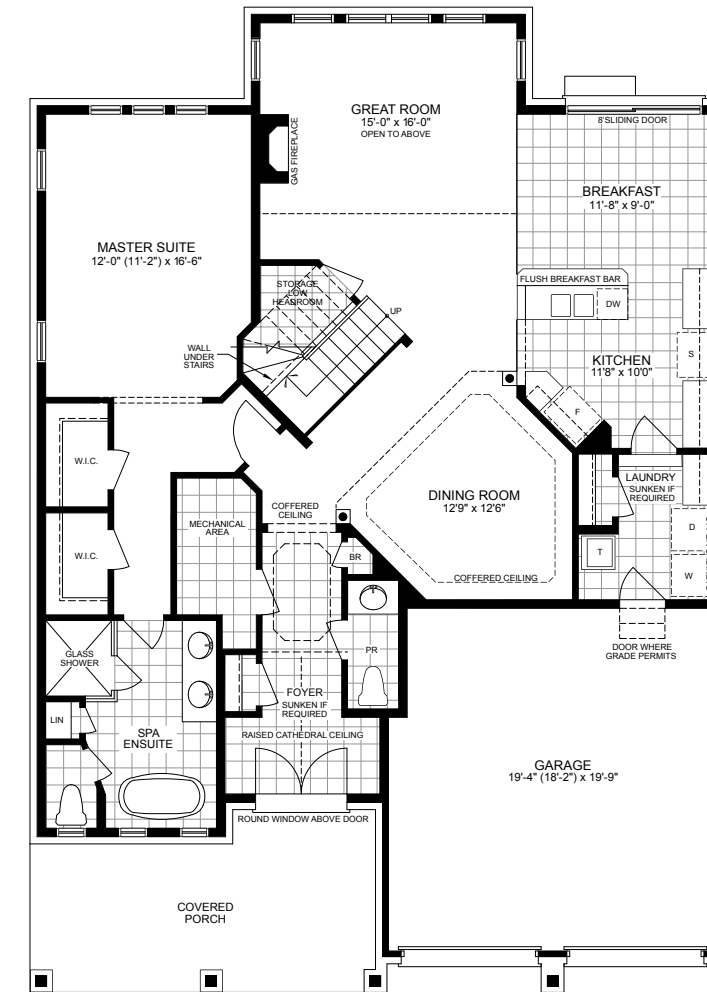 GREAT ROOM
15'-0" x 16'-0"
OPEN TO ABOVE
GAS FIREPLACE
8'SLIDING DOOR
BREAKFAST
11'-8" x 9'-0"
MASTER SUITE
12'-0" (11'-2") x 16'-6"
STORAGE
LOW
HEADROOM
UP
WALL
UNDER
STAIRS
FLUSH BREAKFAST BAR
DW
KITCHEN
11'8" x 10'0"
S
F
W.I.C.
W.I.C.
MECHANICAL
AREA
COFFERED
CEILING
DINING ROOM
12'9" x 12'6"
COFFERED CEILING
LAUNDRY
SUNKEN IF
REQUIRED
D
T
W
BR
DOOR WHERE
GRADE PERMITS
GLASS
SHOWER
PR
LIN
SPA
ENSUITE
FOYER
SUNKEN IF
REQUIRED
RAISED CATHEDRAL CEILING
GARAGE
19'-4" (18'-2") x 19'-9"
ROUND WINDOW ABOVE DOOR
COVERED
PORCH